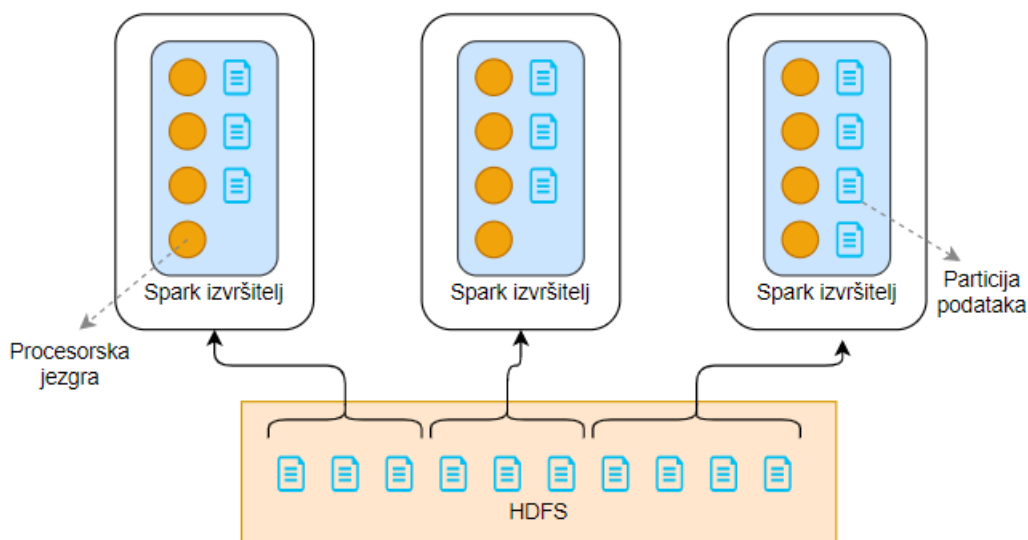 Spark izvršitelj
Spark izvršitelj
Spark izvršitelj
Particija
podataka
Procesorska
jezgra
HDFS